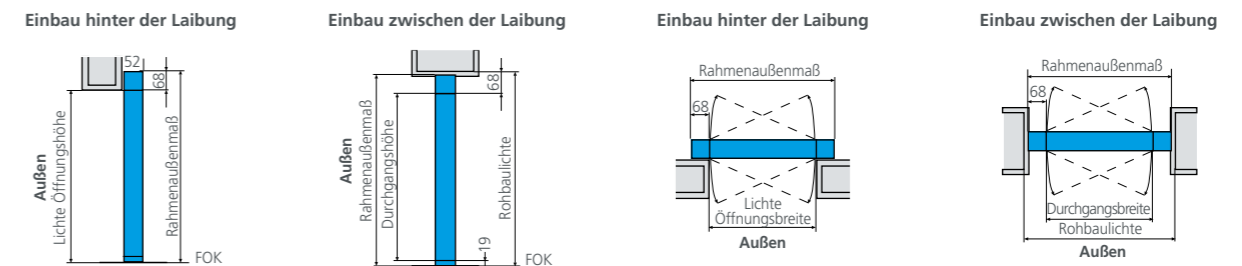 Einbau hinter der Laibung
52
68
Außen
Lichte Öffnungshöhe
Rahmenaußenmaß
FOK
Einbau zwischen der Laibung
68
Außen
Rahmenaußenmaß
Durchgangshöhe
Rohbaulichte
19
FOK
Einbau hinter der Laibung
Rahmenaußenmaß
68
Lichte
Öffnungsbreite
Außen
Einbau zwischen der Laibung
Rahmenaußenmaß
68
Durchgangsbreite
Rohbaulichte
Außen